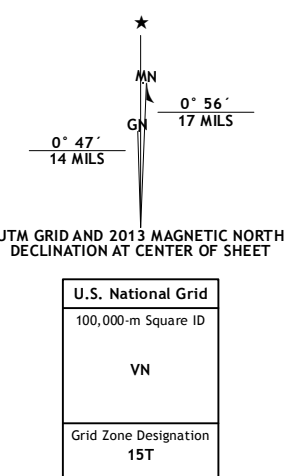 ★
MN
0° 56´
17 MILS
GN
0° 47´
14 MILS
UTM GRID AND 2013 MAGNETIC NORTH
DECLINATION AT CENTER OF SHEET
U.S. National Grid
100,000-m Square ID
VN
Grid Zone Designation
15T